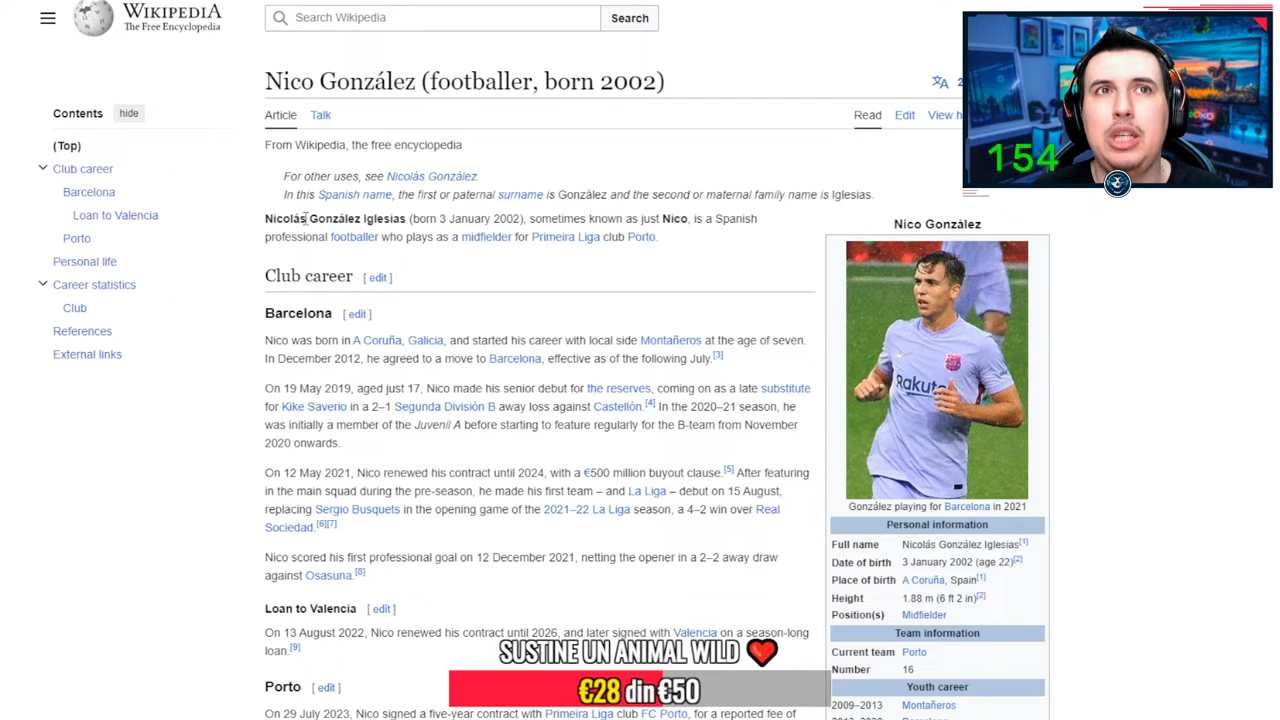 WIKIPEDIA
The Free Encyclopedia
Search Wikipedia
Search
Nico González (footballer, born 2002)
Article
Talk
Read
Edit
From Wikipedia, the free encyclopedia
Contents
hide
(Top)
Club career
Barcelona
Loan to Valencia
Porto
Personal life
Career statistics
Club
References
External links
For other uses, see Nicolás González.
In this Spanish name, the first or paternal surname is González and the second or maternal family name is Iglesias.
Nicolás González Iglesias (born 3 January 2002), sometimes known as just Nico, is a Spanish
professional footballer who plays as a midfielder for Primeira Liga club Porto.
Club career [ edit ]
Barcelona [ edit ]
Nico was born in A Coruña, Galicia, and started his career with local side Montañeros at the age of seven.
In December 2012, he agreed to a move to Barcelona, effective as of the following July.[3]
On 19 May 2019, aged just 17, Nico made his senior debut for the reserves, coming on as a late substitute
for Kike Saverio in a 2–1 Segunda División B away loss against Castellón.[4] In the 2020–21 season, he
was initially a member of the Juvenil A before starting to feature regularly for the B-team from November
2020 onwards.
On 12 May 2021, Nico renewed his contract until 2024, with a €500 million buyout clause.[5] After featuring
in the main squad during the pre-season, he made his first team – and La Liga – debut on 15 August,
replacing Sergio Busquets in the opening game of the 2021–22 La Liga season, a 4–2 win over Real
Sociedad.[6][7]
Nico scored his first professional goal on 12 December 2021, netting the opener in a 2–2 away draw
against Osasuna.[8]
Loan to Valencia [ edit ]
On 13 August 2022, Nico renewed his contract until 2026, and later signed with Valencia on a season-long
loan.[9]
Porto [ edit ]
On 29 July 2023, Nico signed a five-year contract with Primeira Liga club FC Porto, for a reported fee of
Nico González
Rakuten
González playing for Barcelona in 2021
Personal information
Full name Nicolás González Iglesias[1]
Date of birth 3 January 2002 (age 22)[2]
Place of birth A Coruña, Spain[1]
Height 1.88 m (6 ft 2 in)[2]
Position(s) Midfielder
Team information
Current team Porto
Number 16
Youth career
2009–2013 Montañeros
154
SUSTINE UN ANIMAL WILD
€28 din €50